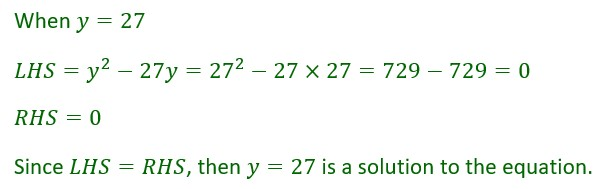 When y = 27
LHS = y² − 27y = 27² − 27 × 27 = 729 − 729 = 0
RHS = 0
Since LHS = RHS, then y = 27 is a solution to the equation.